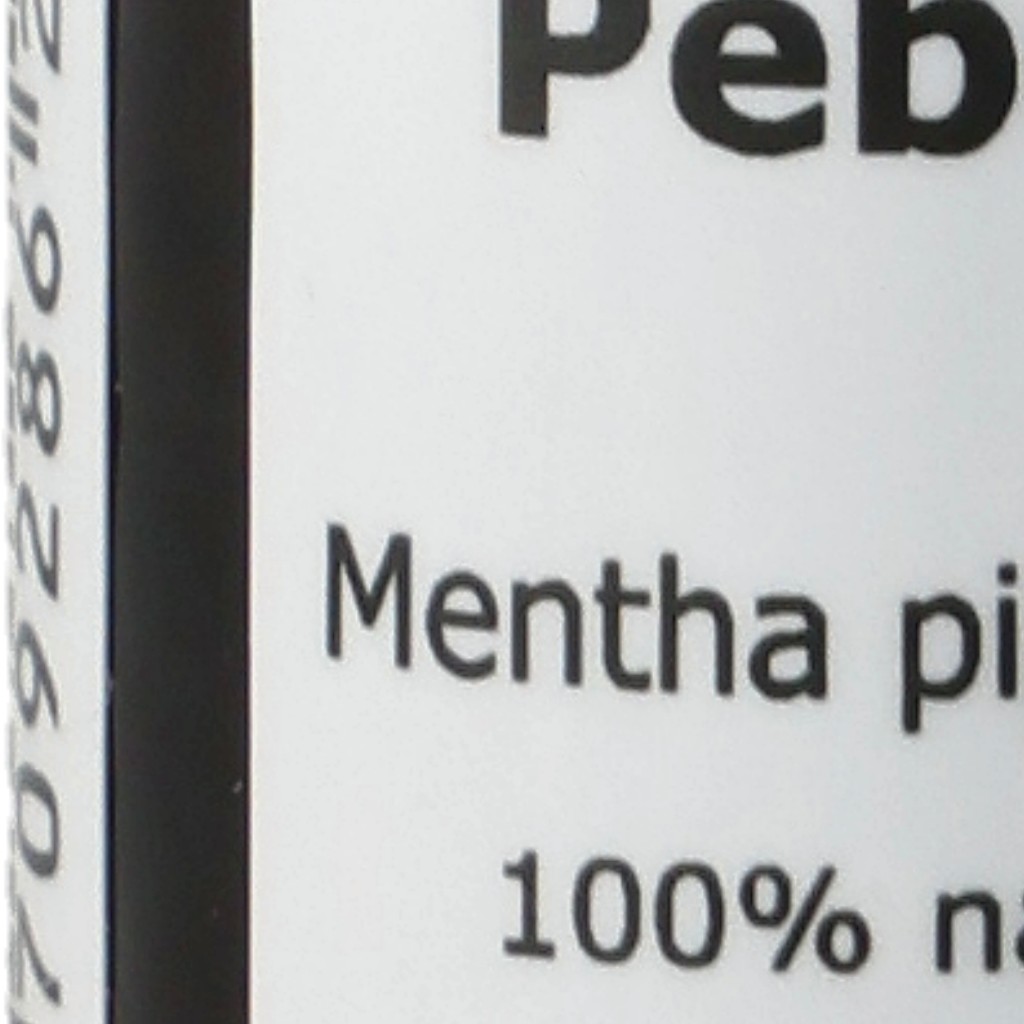 Peb
Mentha pi
100% na